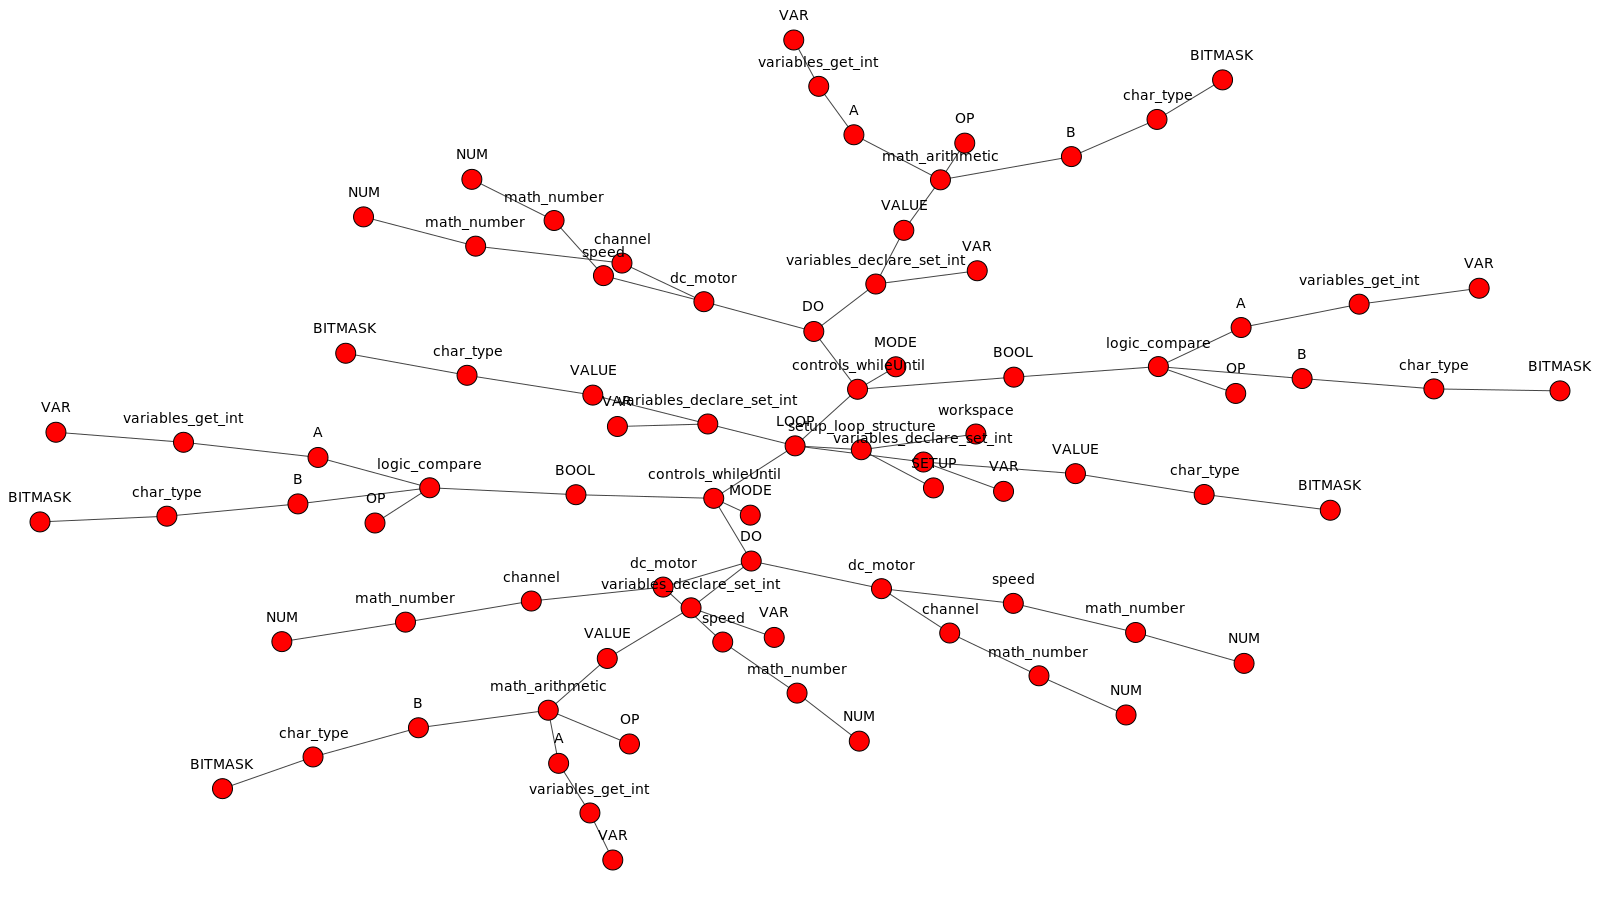 VAR
variables_get_int
BITMASK
char_type
A
OP
B
math_arithmetic
NUM
NUM
math_number
math_number
VALUE
channel
speed
VAR
variables_declare_set_int
dc_motor
VAR
variables_get_int
A
DO
BITMASK
char_type
MODE
controls_whileUntil
BOOL
logic_compare
B
OP
char_type
BITMASK
VALUE
VAR
variables_declare_set_int
workspace
LOOP
setup_loop_structure
variables_declare_set_int
VAR
variables_get_int
A
VALUE
SETUP
VAR
char_type
BITMASK
logic_compare
BOOL
controls_whileUntil
MODE
B
OP
char_type
BITMASK
DO
dc_motor
variables_declare_set_int
dc_motor
speed
channel
math_number
NUM
VALUE
speed
VAR
channel
math_number
NUM
math_number
NUM
math_number
NUM
math_arithmetic
B
OP
A
char_type
BITMASK
variables_get_int
VAR